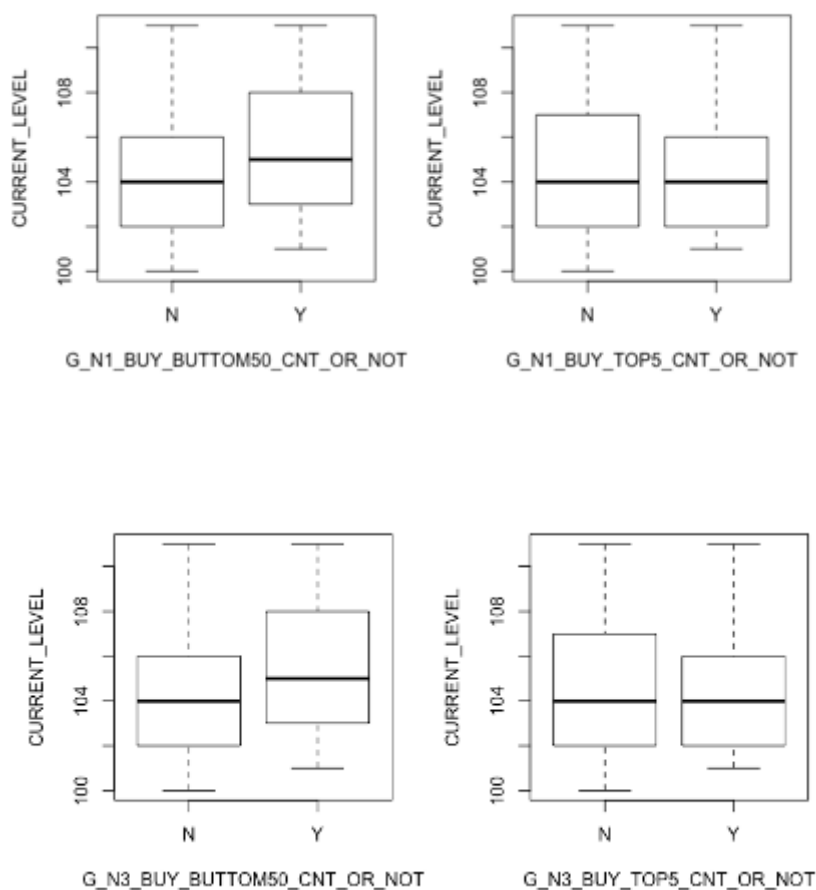 CURRENT_LEVEL
108
104
100
N Y
G_N1_BUY_BUTTOM50_CNT_OR_NOT
CURRENT_LEVEL
108
104
100
N Y
G_N1_BUY_TOP5_CNT_OR_NOT
CURRENT_LEVEL
108
104
100
N Y
G_N3_BUY_BUTTOM50_CNT_OR_NOT
CURRENT_LEVEL
108
104
100
N Y
G_N3_BUY_TOP5_CNT_OR_NOT